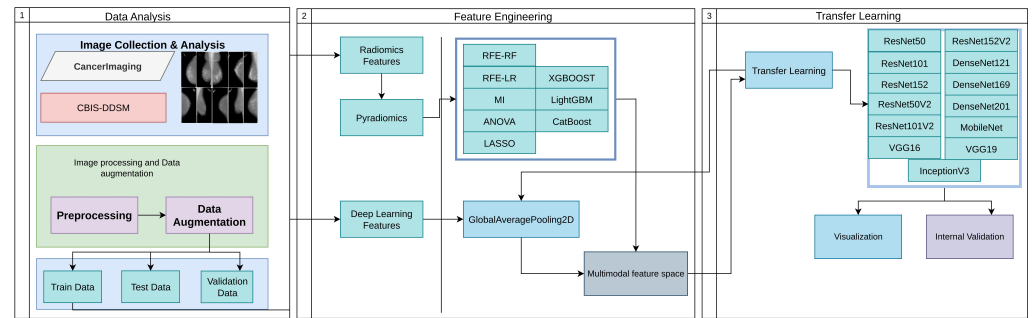 1
Data Analysis
Image Collection & Analysis
CancerImaging
CBIS-DDSM
Image processing and Data
augmentation
Preprocessing
Data
Augmentation
Train Data
Test Data
Validation
Data
2
Feature Engineering
Radiomics
Features
Pyradiomics
RFE-RF
RFE-LR
XGBOOST
MI
LightGBM
ANOVA
CatBoost
LASSO
Deep Learning
Features
GlobalAveragePooling2D
Multimodal feature space
3
Transfer Learning
Transfer Learning
ResNet50
ResNet152V2
ResNet101
DenseNet121
ResNet152
DenseNet169
ResNet50V2
DenseNet201
ResNet101V2
MobileNet
VGG16
VGG19
InceptionV3
Visualization
Internal Validation